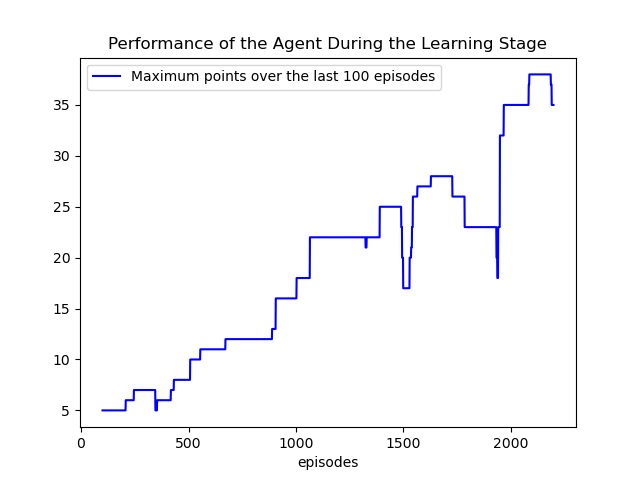 Performance of the Agent During the Learning Stage
Maximum points over the last 100 episodes
35
30
25
20
15
10
5
0 500 1000 1500 2000
episodes